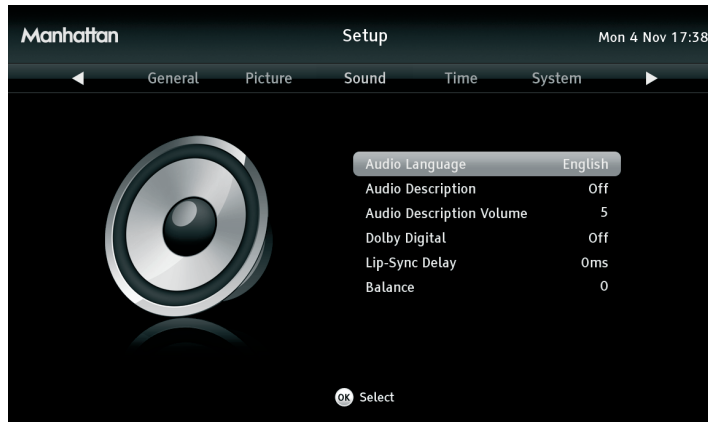 Manhattan Setup Mon 4 Nov 17:38
General Picture Sound Time System
Audio Language English
Audio Description Off
Audio Description Volume 5
Dolby Digital Off
Lip-Sync Delay 0ms
Balance 0
OK Select